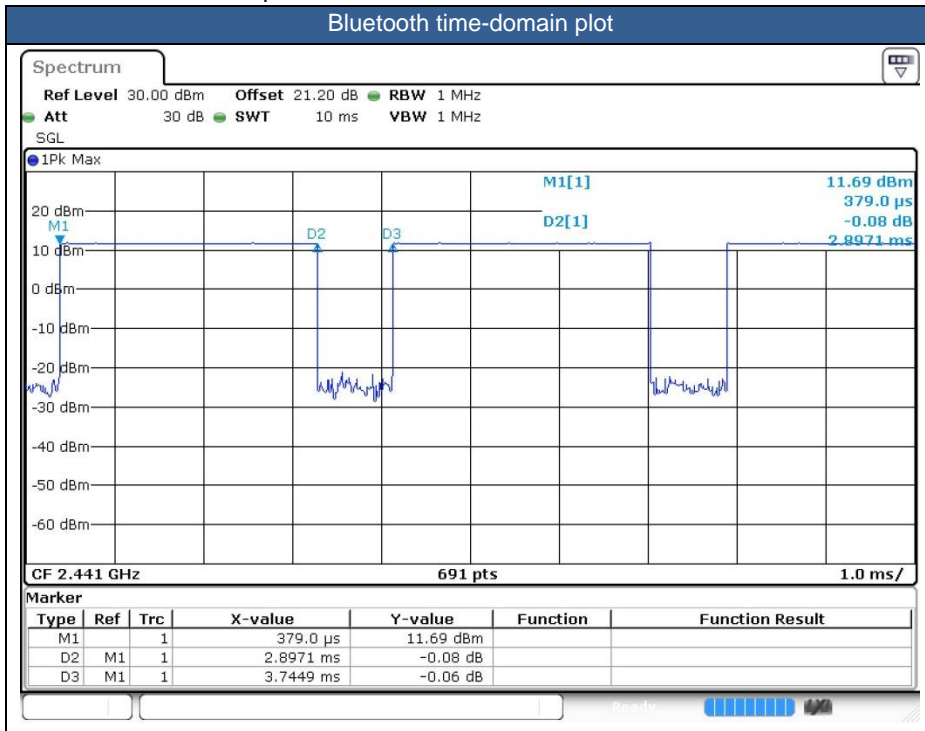 Bluetooth time-domain plot
Spectrum
Ref Level 30.00 dBm Offset 21.20 dB RBW 1 MHz
Att 30 dB SWT 10 ms VBW 1 MHz
SGL
1Pk Max
M1[1] 11.69 dBm
379.0 µs
D2[1] -0.08 dB
2.8971 ms
20 dBm
M1 D2 D3
10 dBm
0 dBm
-10 dBm
-20 dBm
-30 dBm
-40 dBm
-50 dBm
-60 dBm
CF 2.441 GHz 691 pts 1.0 ms/
Marker
Type Ref Trc X-value Y-value Function Function Result
M1 1 379.0 µs 11.69 dBm
D2 M1 1 2.8971 ms -0.08 dB
D3 M1 1 3.7449 ms -0.06 dB
Ready